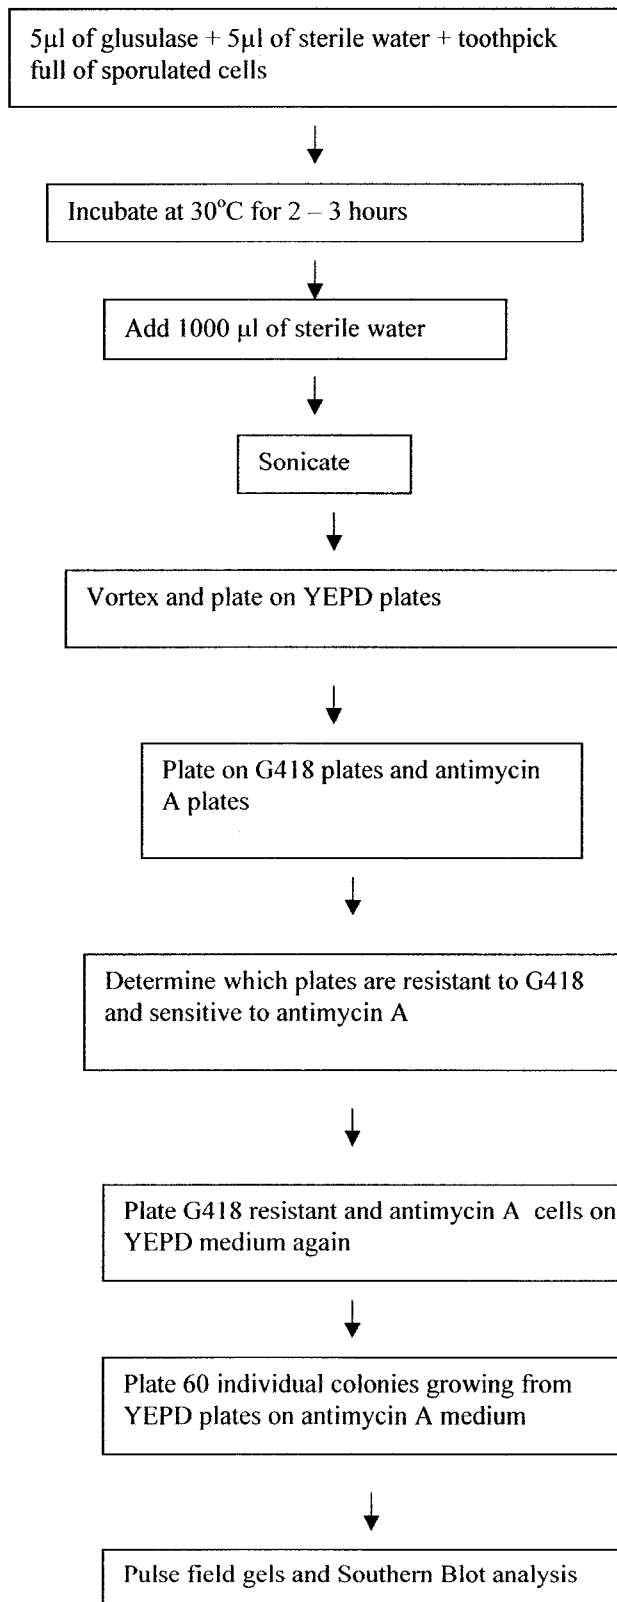 5µl of glusulase + 5µl of sterile water + toothpick
full of sporulated cells
Incubate at 30°C for 2 – 3 hours
Add 1000 µl of sterile water
Sonicate
Vortex and plate on YEPD plates
Plate on G418 plates and antimycin
A plates
Determine which plates are resistant to G418
and sensitive to antimycin A
Plate G418 resistant and antimycin A cells on
YEPD medium again
Plate 60 individual colonies growing from
YEPD plates on antimycin A medium
Pulse field gels and Southern Blot analysis